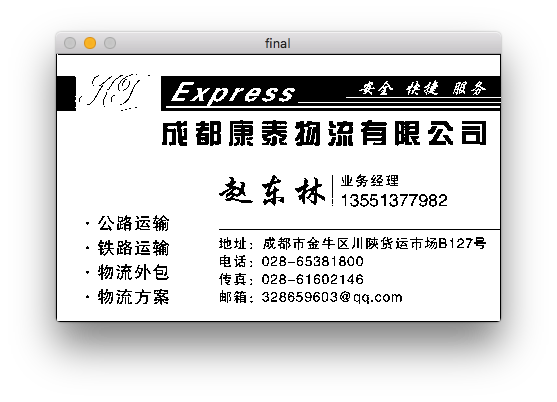 final
Express 安全 快捷 服务
成都康泰物流有限公司
赵东林 业务经理
13551377982
· 公路运输
· 铁路运输
· 物流外包
· 物流方案
地址：成都市金牛区川陕货运市场B127号
电话：028-65381800
传真：028-61602146
邮箱：328659603@qq.com